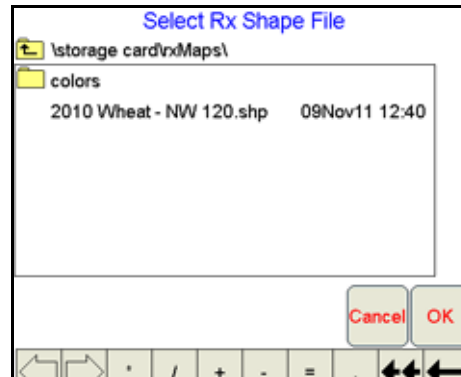 Select Rx Shape File
\storage card\rxMaps\
colors
2010 Wheat - NW 120.shp 09Nov11 12:40
Cancel OK
* / + - = .